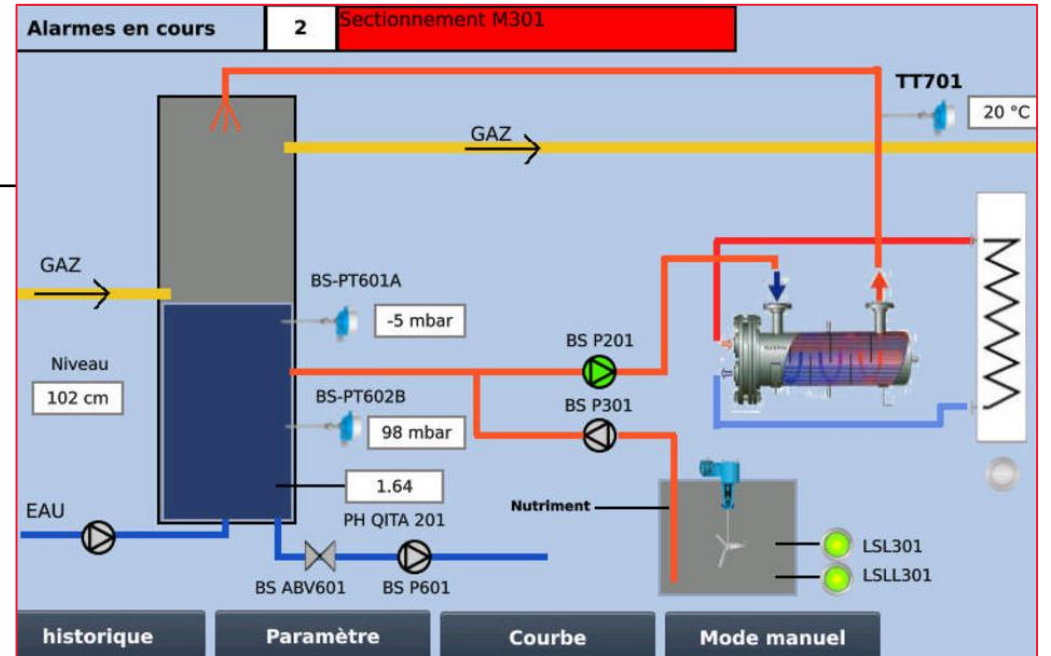 Alarmes en cours
2
Sectionnement M301
TT701
20 °C
GAZ
GAZ
BS-PT601A
-5 mbar
Niveau
102 cm
BS P201
BS-PT602B
98 mbar
BS P301
1.64
PH QITA 201
EAU
Nutriment
LSL301
LSLL301
BS ABV601
BS P601
historique
Paramètre
Courbe
Mode manuel